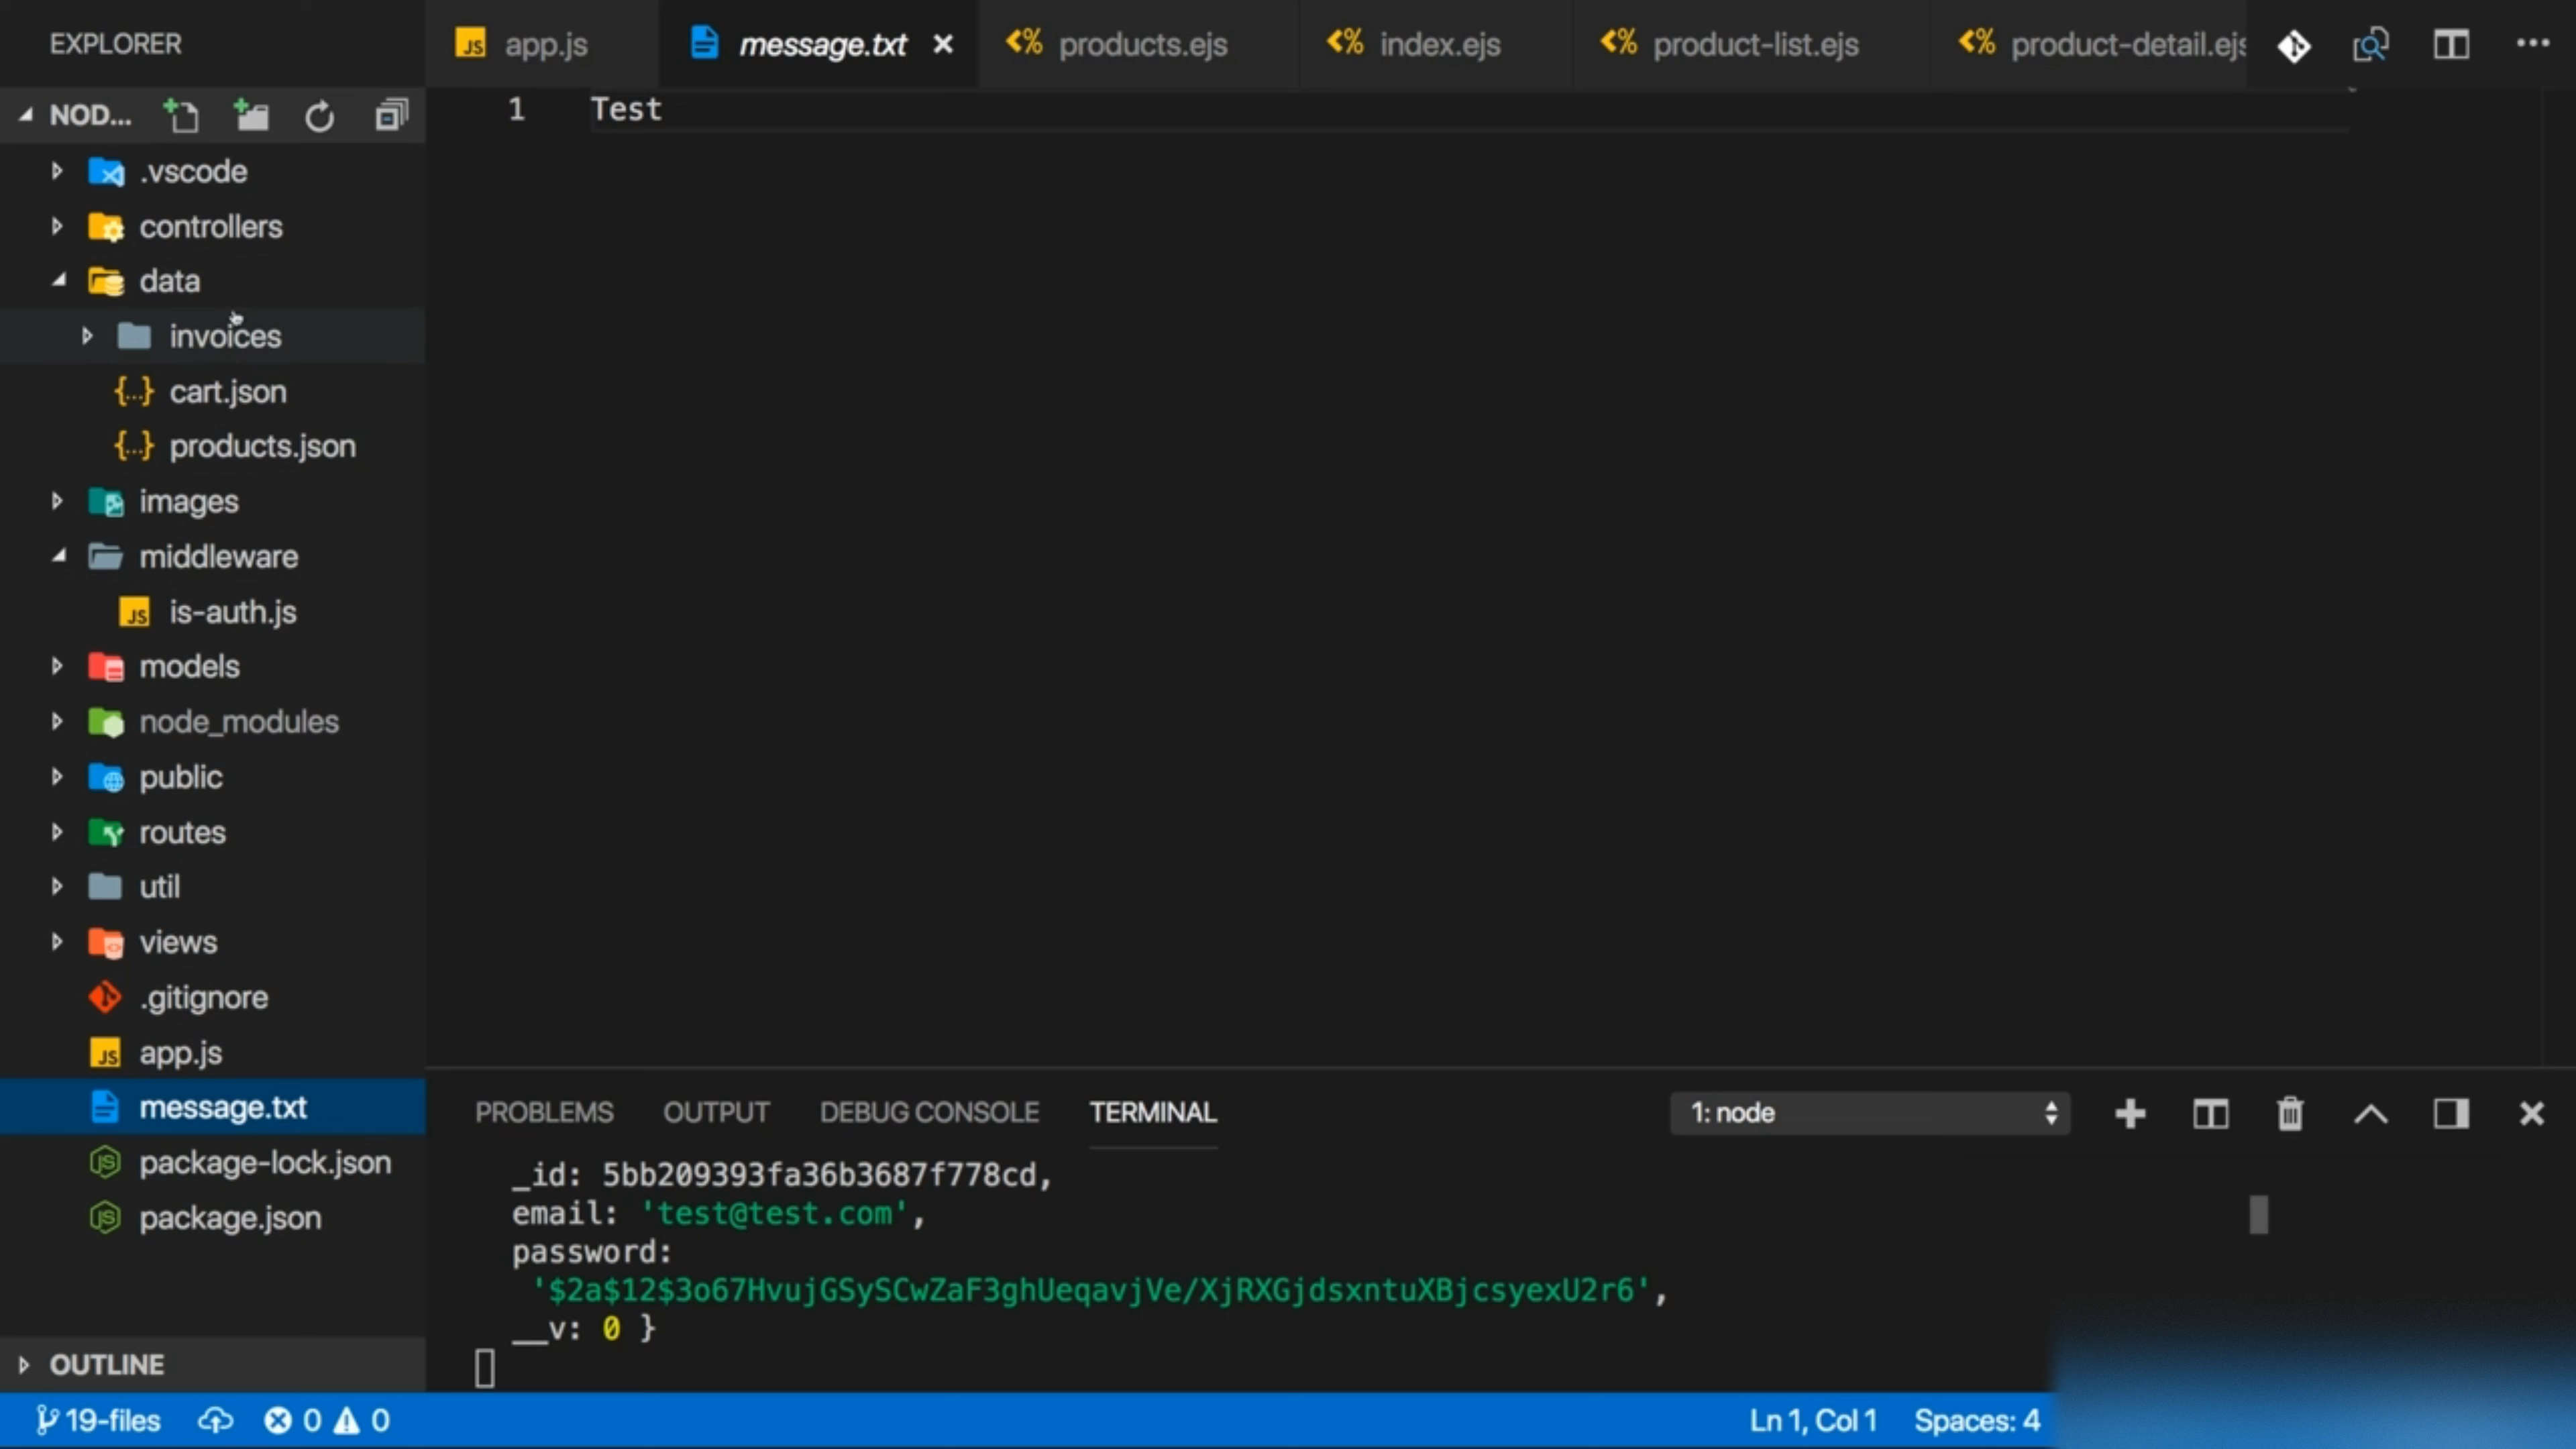 EXPLORER
app.js
message.txt
products.ejs
index.ejs
product-list.ejs
product-detail.ejs
NOD...
.vscode
controllers
data
invoices
cart.json
products.json
images
middleware
is-auth.js
models
node_modules
public
routes
util
views
.gitignore
app.js
message.txt
package-lock.json
package.json
OUTLINE
1 Test
PROBLEMS OUTPUT DEBUG CONSOLE TERMINAL 1: node
_id: 5bb209393fa36b3687f778cd,
email: 'test@test.com',
password:
'$2a$12$3o67HvujGSySCwZaF3ghUeqavjVe/XjRXGjdsxntuXBjcsyexU2r6',
__v: 0 }
19-files 0 0 Ln 1, Col 1 Spaces: 4